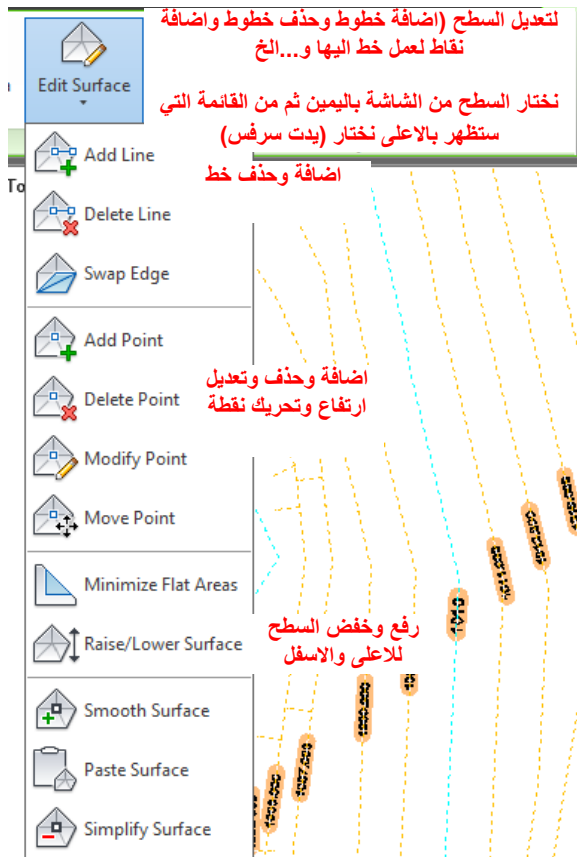 لتعديل السطح (اضافة خطوط وحذف خطوط واضافة
نقاط لعمل خط اليها و...الخ
نختار السطح من الشاشة باليمين ثم من القائمة التي
ستظهر بالاعلى نختار (يدت سرفس)
Edit Surface
Add Line
To
اضافة وحذف خط
Delete Line
Swap Edge
Add Point
اضافة وحذف وتعديل
ارتفاع وتحريك نقطة
Delete Point
Modify Point
Move Point
Minimize Flat Areas
رفع وخفض السطح
للاعلى والاسفل
Raise/Lower Surface
Smooth Surface
Paste Surface
Simplify Surface